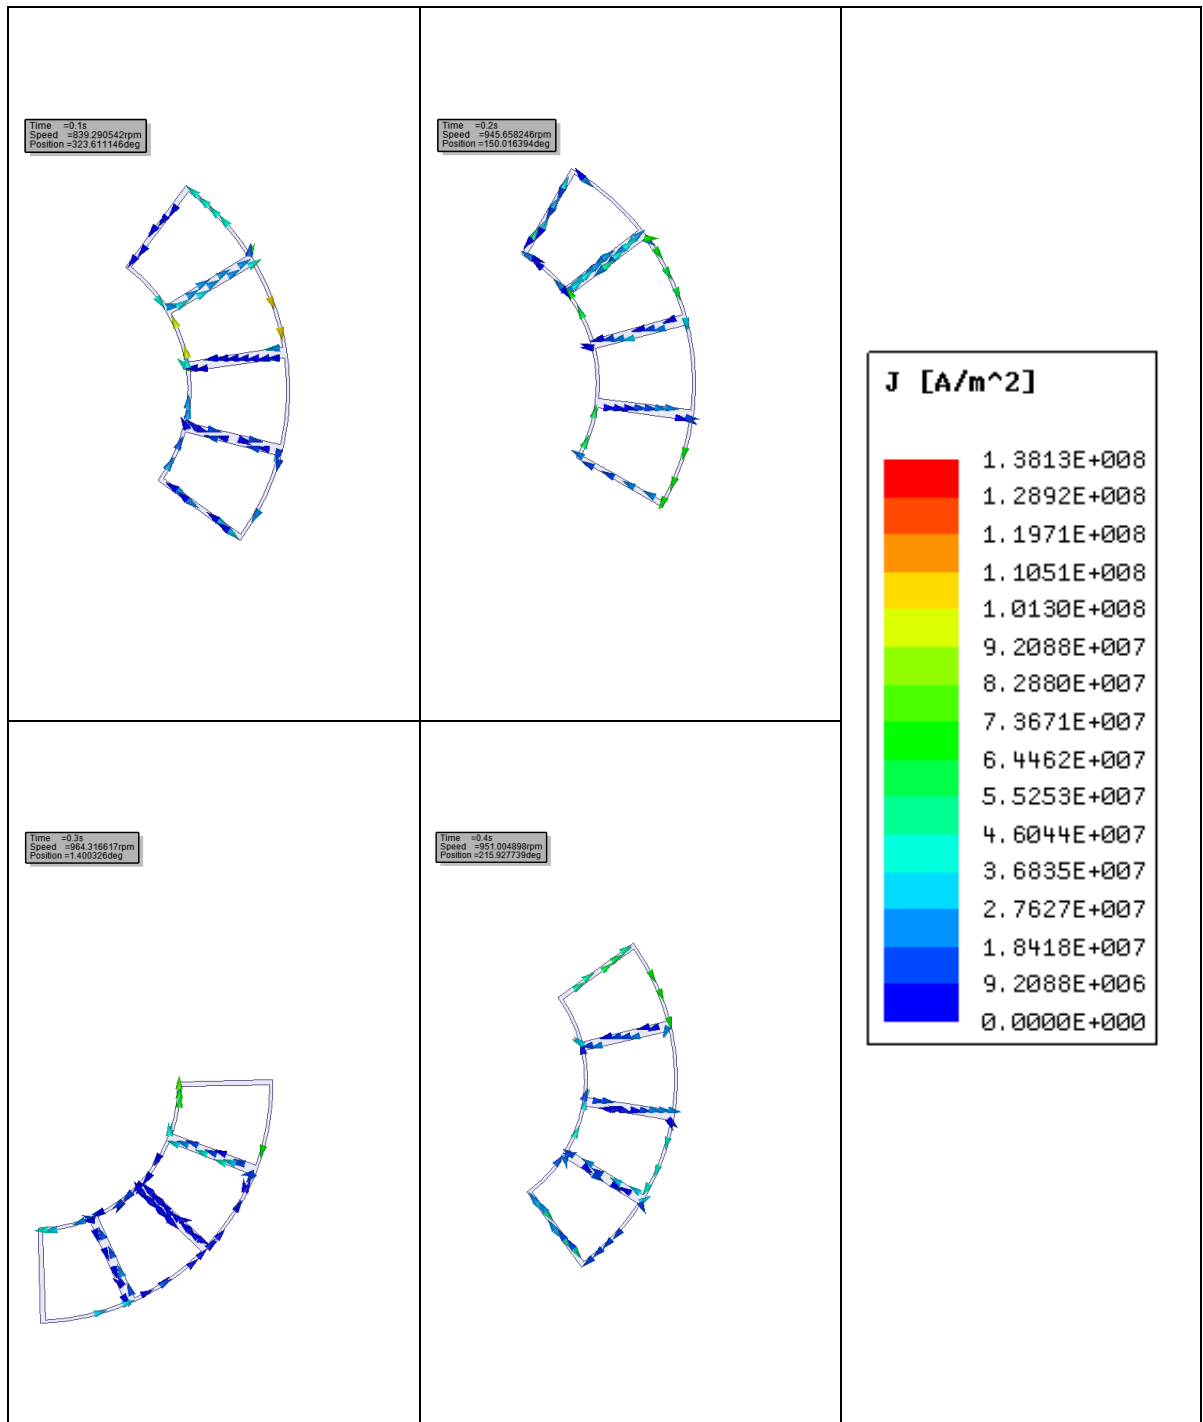 Time =0.1s
Speed =839.290542rpm
Position =323.611146deg
Time =0.2s
Speed =945.658246rpm
Position =150.016394deg
J [A/m^2]
1.3813E+008
1.2892E+008
1.1971E+008
1.1051E+008
1.0130E+008
9.2088E+007
8.2880E+007
7.3671E+007
6.4462E+007
5.5253E+007
4.6044E+007
3.6835E+007
2.7627E+007
1.8418E+007
9.2088E+006
0.0000E+000
Time =0.3s
Speed =964.316617rpm
Position =1.400326deg
Time =0.4s
Speed =951.004898rpm
Position =215.927739deg